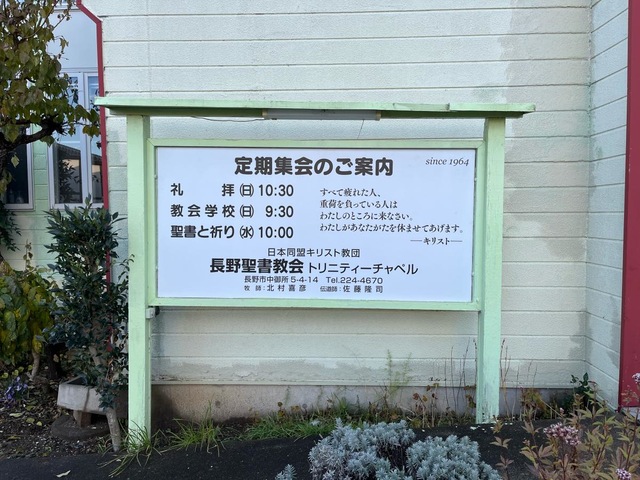 定期集会のご案内
since 1964
礼拝(日)10:30
教会学校(日) 9:30
聖書と祈り(水)10:00
すべて疲れた人、
重荷を負っている人は
わたしのところに来なさい。
わたしがあなたがたを休ませてあげます。
──キリスト──
日本同盟キリスト教団
長野聖書教会 トリニティーチャペル
長野市中御所5-4-14 Tel.224-4670
牧師:北村喜彦 伝道師:佐藤隆司